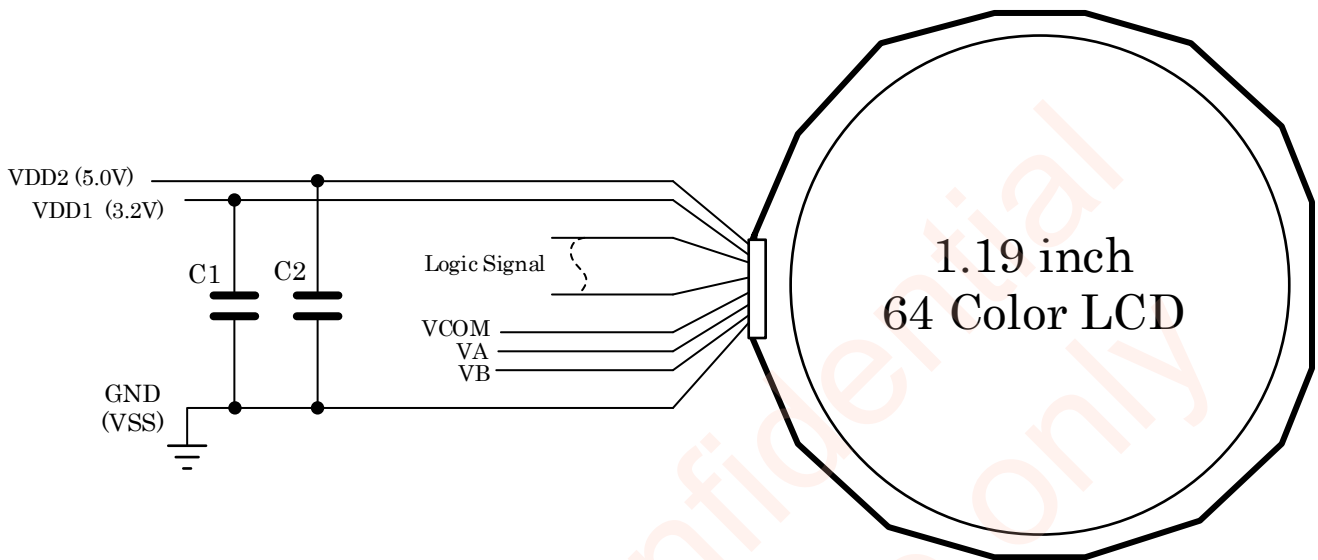 VDD2 (5.0V)
VDD1 (3.2V)
C1
C2
Logic Signal
VCOM
VA
VB
GND
(VSS)
1.19 inch
64 Color LCD